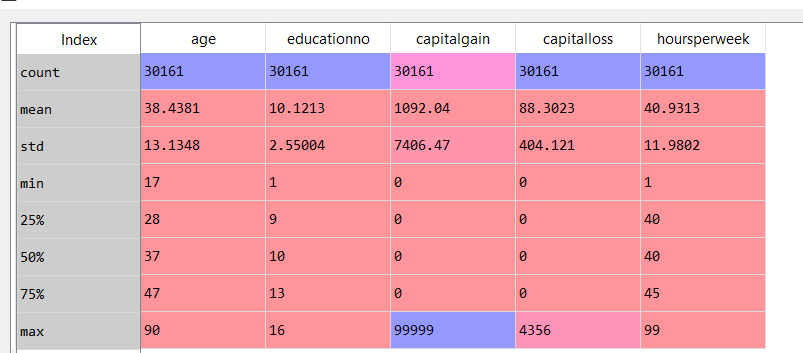 Index age educationno capitalgain capitalloss hoursperweek
count 30161 30161 30161 30161 30161
mean 38.4381 10.1213 1092.04 88.3023 40.9313
std 13.1348 2.55004 7406.47 404.121 11.9802
min 17 1 0 0 1
25% 28 9 0 0 40
50% 37 10 0 0 40
75% 47 13 0 0 45
max 90 16 99999 4356 99